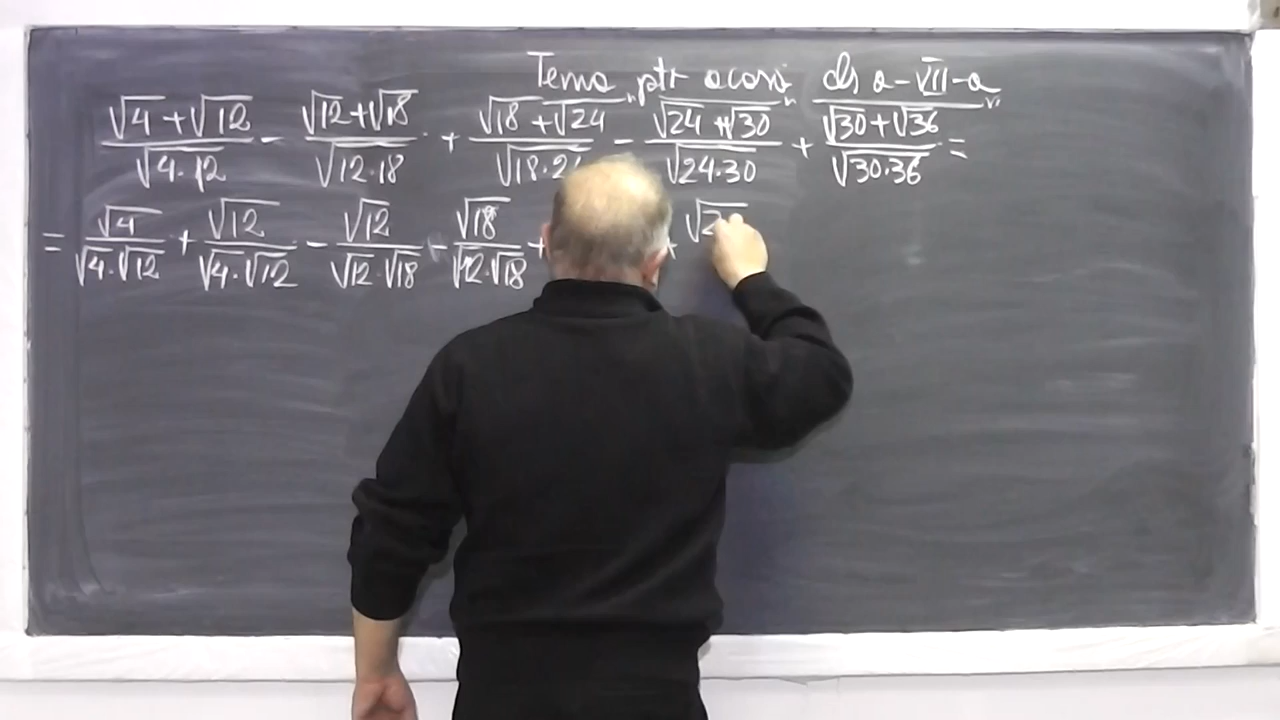 Tema ptr acasă cls a-VII-a
(√4+√12)/√(4·12) - (√12+√18)/√(12·18) + (√18+√24)/√(18·24) - (√24+√30)/√(24·30) + (√30+√36)/√(30·36) =
= √4/(√4·√12) + √12/(√4·√12) - √12/(√12·√18) - √18/(√12·√18) + + √2